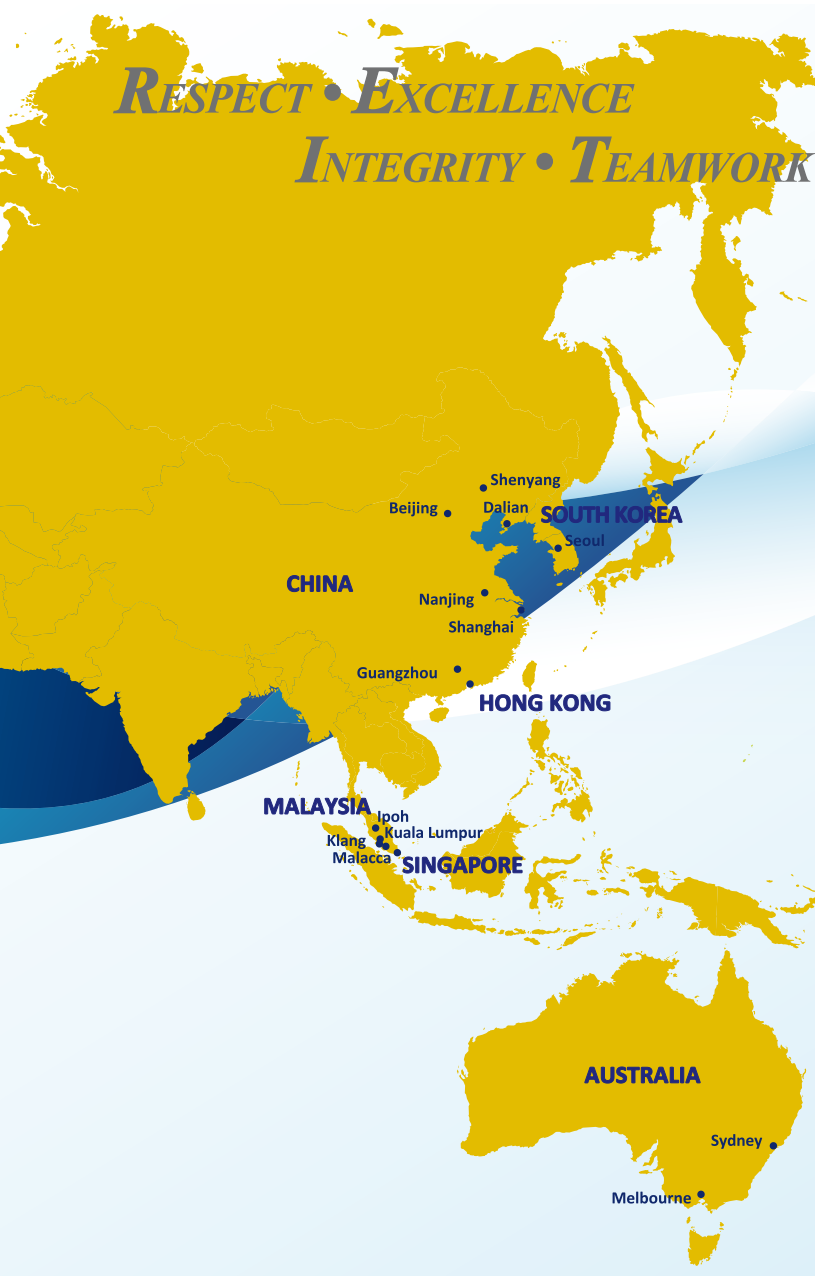 RESPECT • EXCELLENCE
INTEGRITY • TEAMWORK
Shenyang
Beijing
Dalian
SOUTH KOREA
Seoul
CHINA
Nanjing
Shanghai
Guangzhou
HONG KONG
MALAYSIA
Ipoh
Kuala Lumpur
Klang
Malacca
SINGAPORE
AUSTRALIA
Sydney
Melbourne